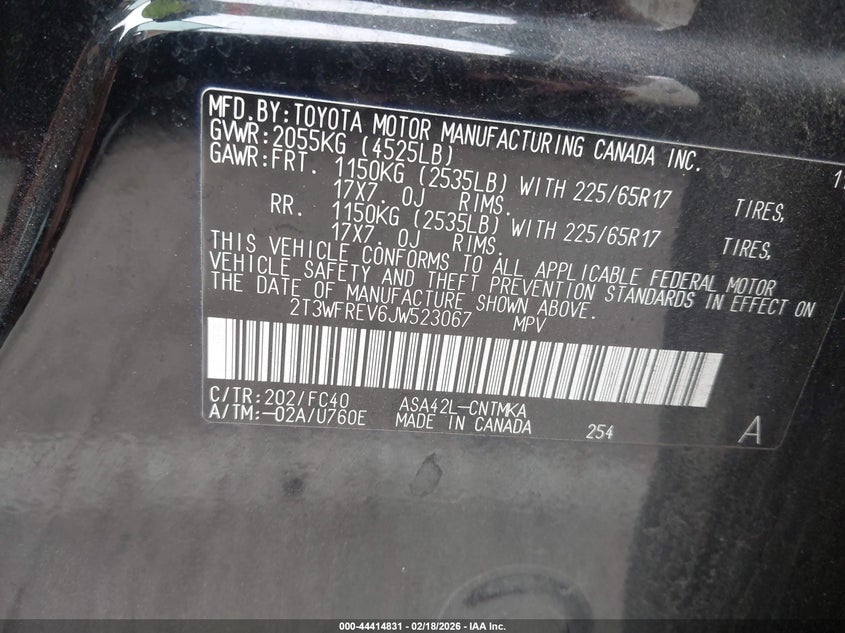 MFD.BY:TOYOTA MOTOR MANUFACTURING CANADA INC.
GVWR:2055KG (4525LB)
GAWR:FRT. 1150KG (2535LB) WITH 225/65R17 TIRES,
17X7.0J RIMS.
RR. 1150KG (2535LB) WITH 225/65R17 TIRES,
17X7.0J RIMS.
THIS VEHICLE CONFORMS TO ALL APPLICABLE FEDERAL MOTOR
VEHICLE SAFETY AND THEFT PREVENTION STANDARDS IN EFFECT ON
THE DATE OF MANUFACTURE SHOWN ABOVE.
2T3WFREV6JW523067 MPV
C/TR:202/FC40 ASA42L-CNTMKA
A/TM:-02A/U760E MADE IN CANADA 254 A
000-44414831 - 02/18/2026 - IAA Inc.